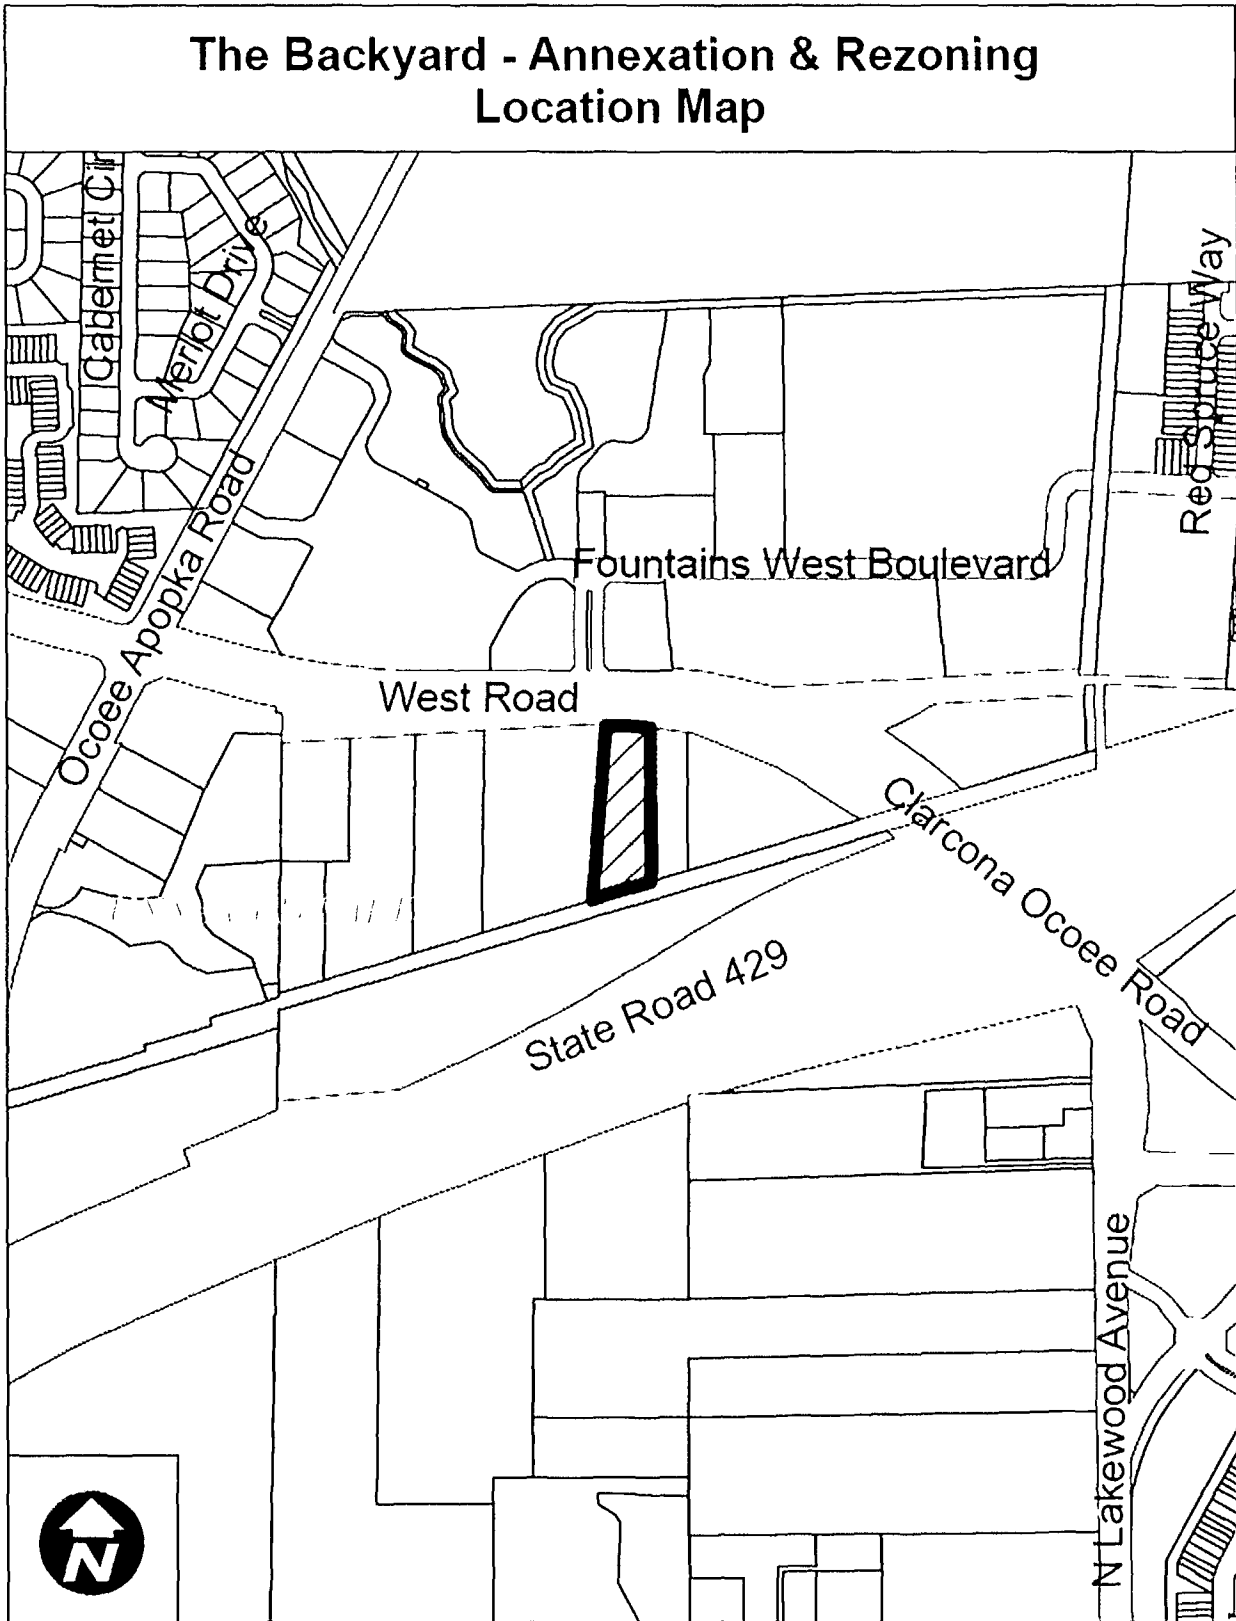 The Backyard - Annexation & Rezoning
Location Map
Cabernet Cir
Merlot Drive
Red Spruce Way
Ocoee Apopka Road
Fountains West Boulevard
West Road
Clarcona Ocoee Road
State Road 429
N Lakewood Avenue
N